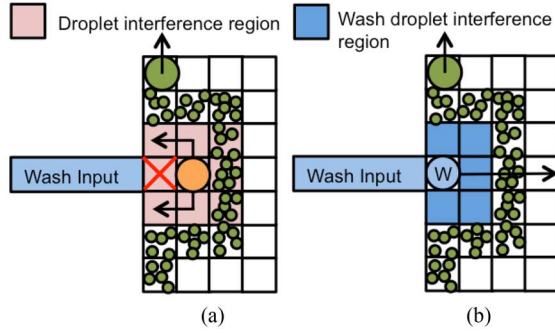 Droplet interference region
Wash droplet interference
region
Wash Input
Wash Input
W
(a)
(b)